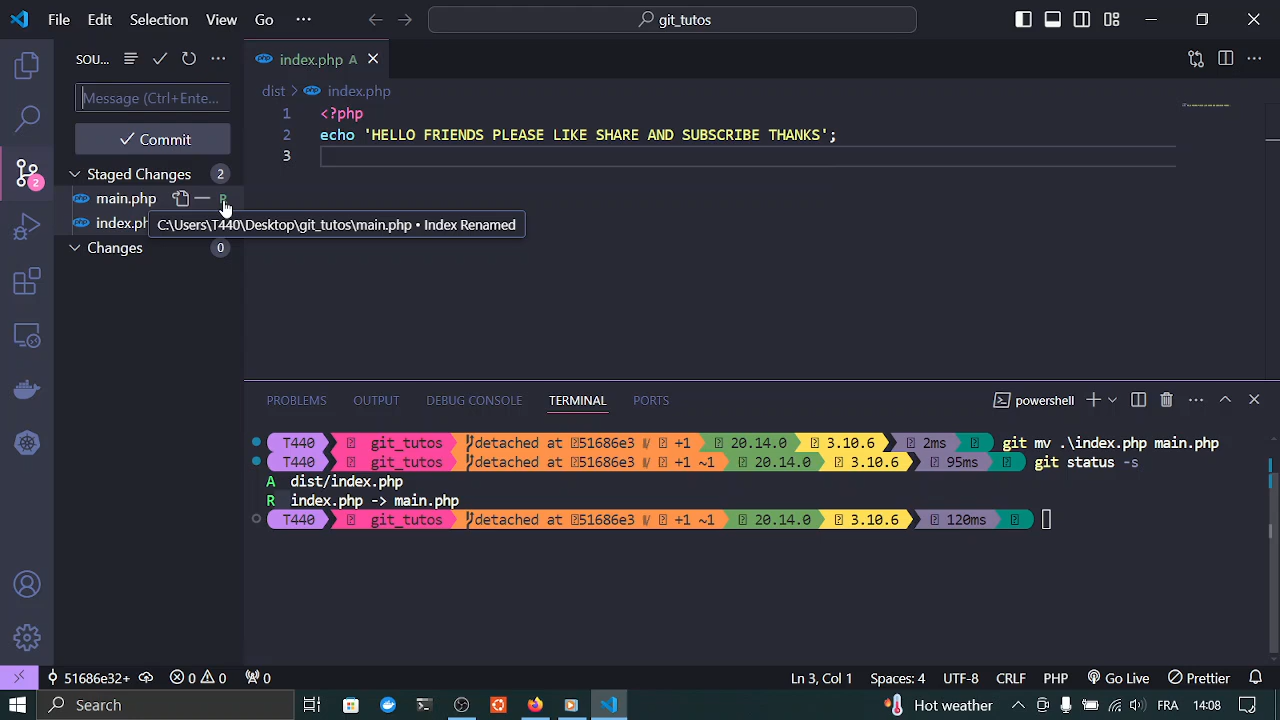 File Edit Selection View Go ··· git_tutos
SOU...
Message (Ctrl+Ente...
Commit
Staged Changes 2
main.php R
index.ph
C:\Users\T440\Desktop\git_tutos\main.php • Index Renamed
Changes 0
2
index.php A
dist > index.php
1 <?php
2 echo 'HELLO FRIENDS PLEASE LIKE SHARE AND SUBSCRIBE THANKS';
3
PROBLEMS OUTPUT DEBUG CONSOLE TERMINAL PORTS powershell
T440 git_tutos detached at 51686e3 +1 20.14.0 3.10.6 2ms git mv .\index.php main.php
T440 git_tutos detached at 51686e3 +1 ~1 20.14.0 3.10.6 95ms git status -s
A dist/index.php
R index.php -> main.php
T440 git_tutos detached at 51686e3 +1 ~1 20.14.0 3.10.6 120ms
51686e32+ 0 0 0 Ln 3, Col 1 Spaces: 4 UTF-8 CRLF PHP Go Live Prettier
Search Hot weather FRA 14:08